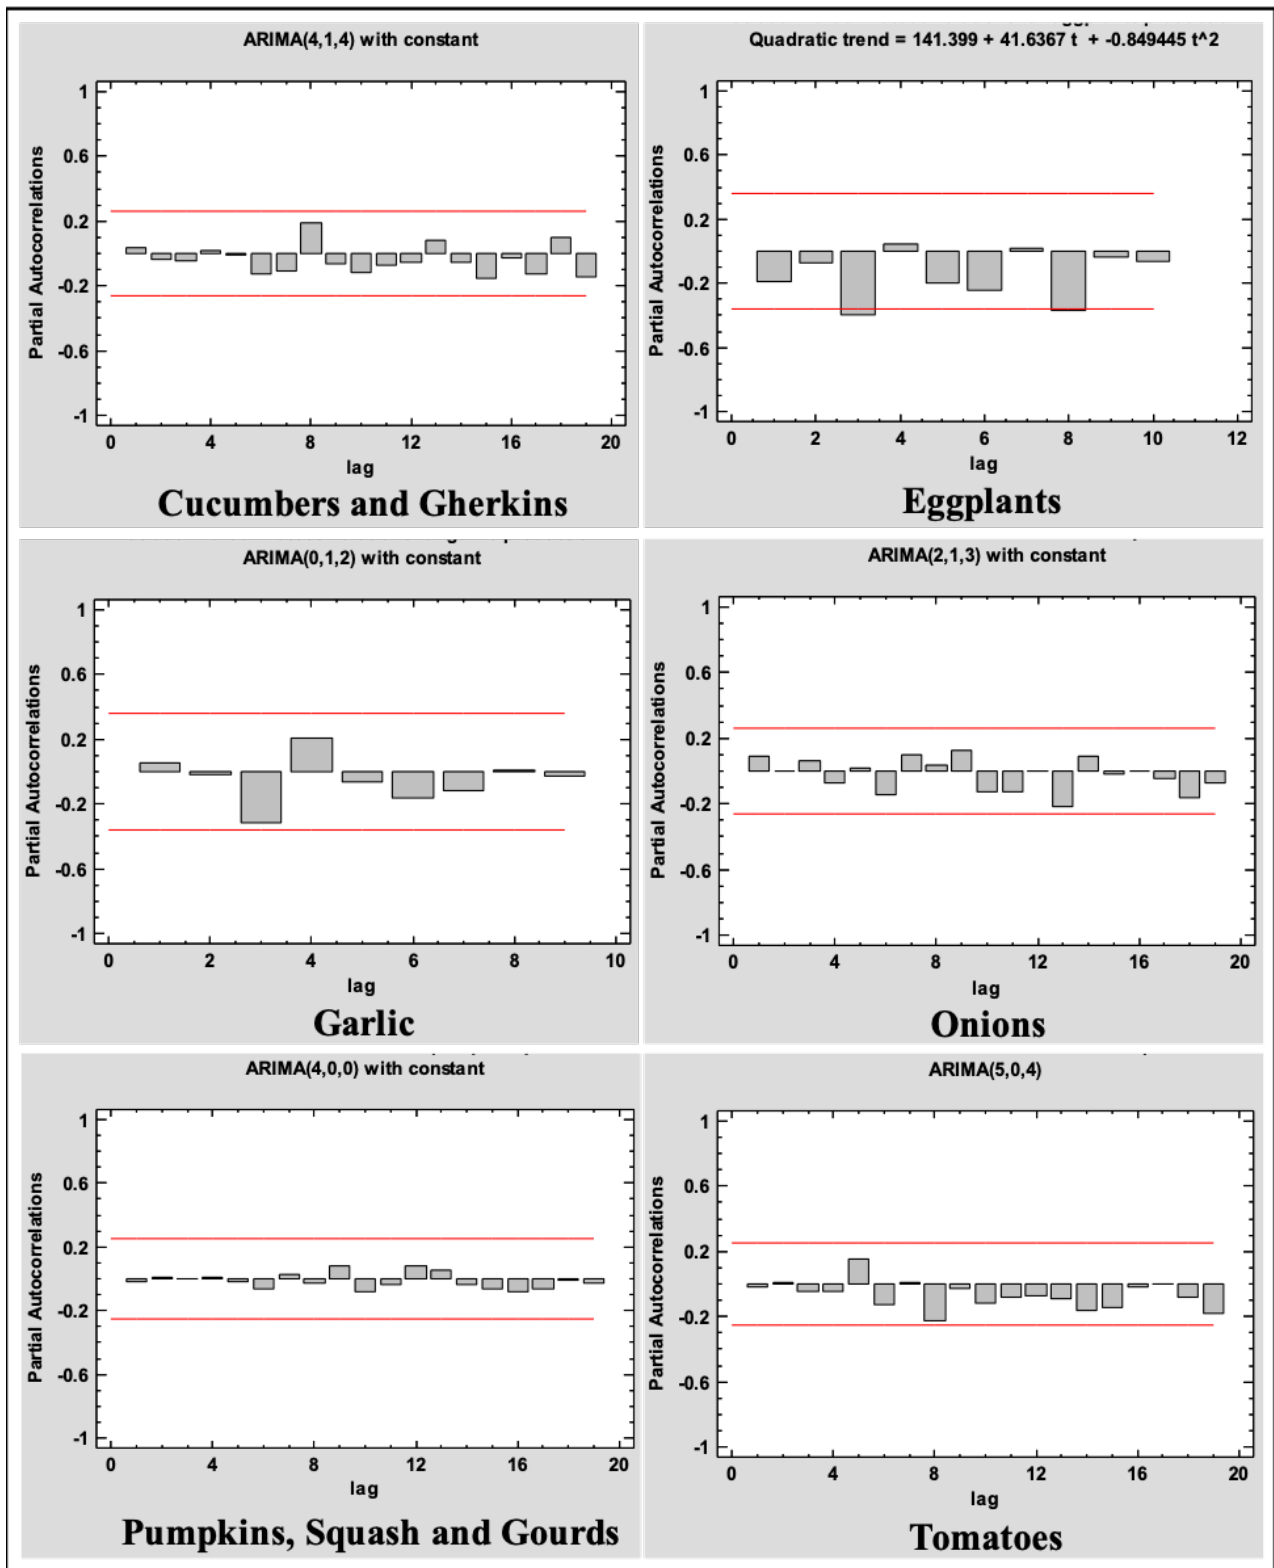 ARIMA(4,1,4) with constant
Partial Autocorrelations
1
0.6
0.2
-0.2
-0.6
-1
0 4 8 12 16 20
lag
Cucumbers and Gherkins
Quadratic trend = 141.399 + 41.6367 t + -0.849445 t^2
Partial Autocorrelations
1
0.6
0.2
-0.2
-0.6
-1
0 2 4 6 8 10 12
lag
Eggplants
ARIMA(0,1,2) with constant
Partial Autocorrelations
1
0.6
0.2
-0.2
-0.6
-1
0 2 4 6 8 10
lag
Garlic
ARIMA(2,1,3) with constant
Partial Autocorrelations
1
0.6
0.2
-0.2
-0.6
-1
0 4 8 12 16 20
lag
Onions
ARIMA(4,0,0) with constant
Partial Autocorrelations
1
0.6
0.2
-0.2
-0.6
-1
0 4 8 12 16 20
lag
Pumpkins, Squash and Gourds
ARIMA(5,0,4)
Partial Autocorrelations
1
0.6
0.2
-0.2
-0.6
-1
0 4 8 12 16 20
lag
Tomatoes